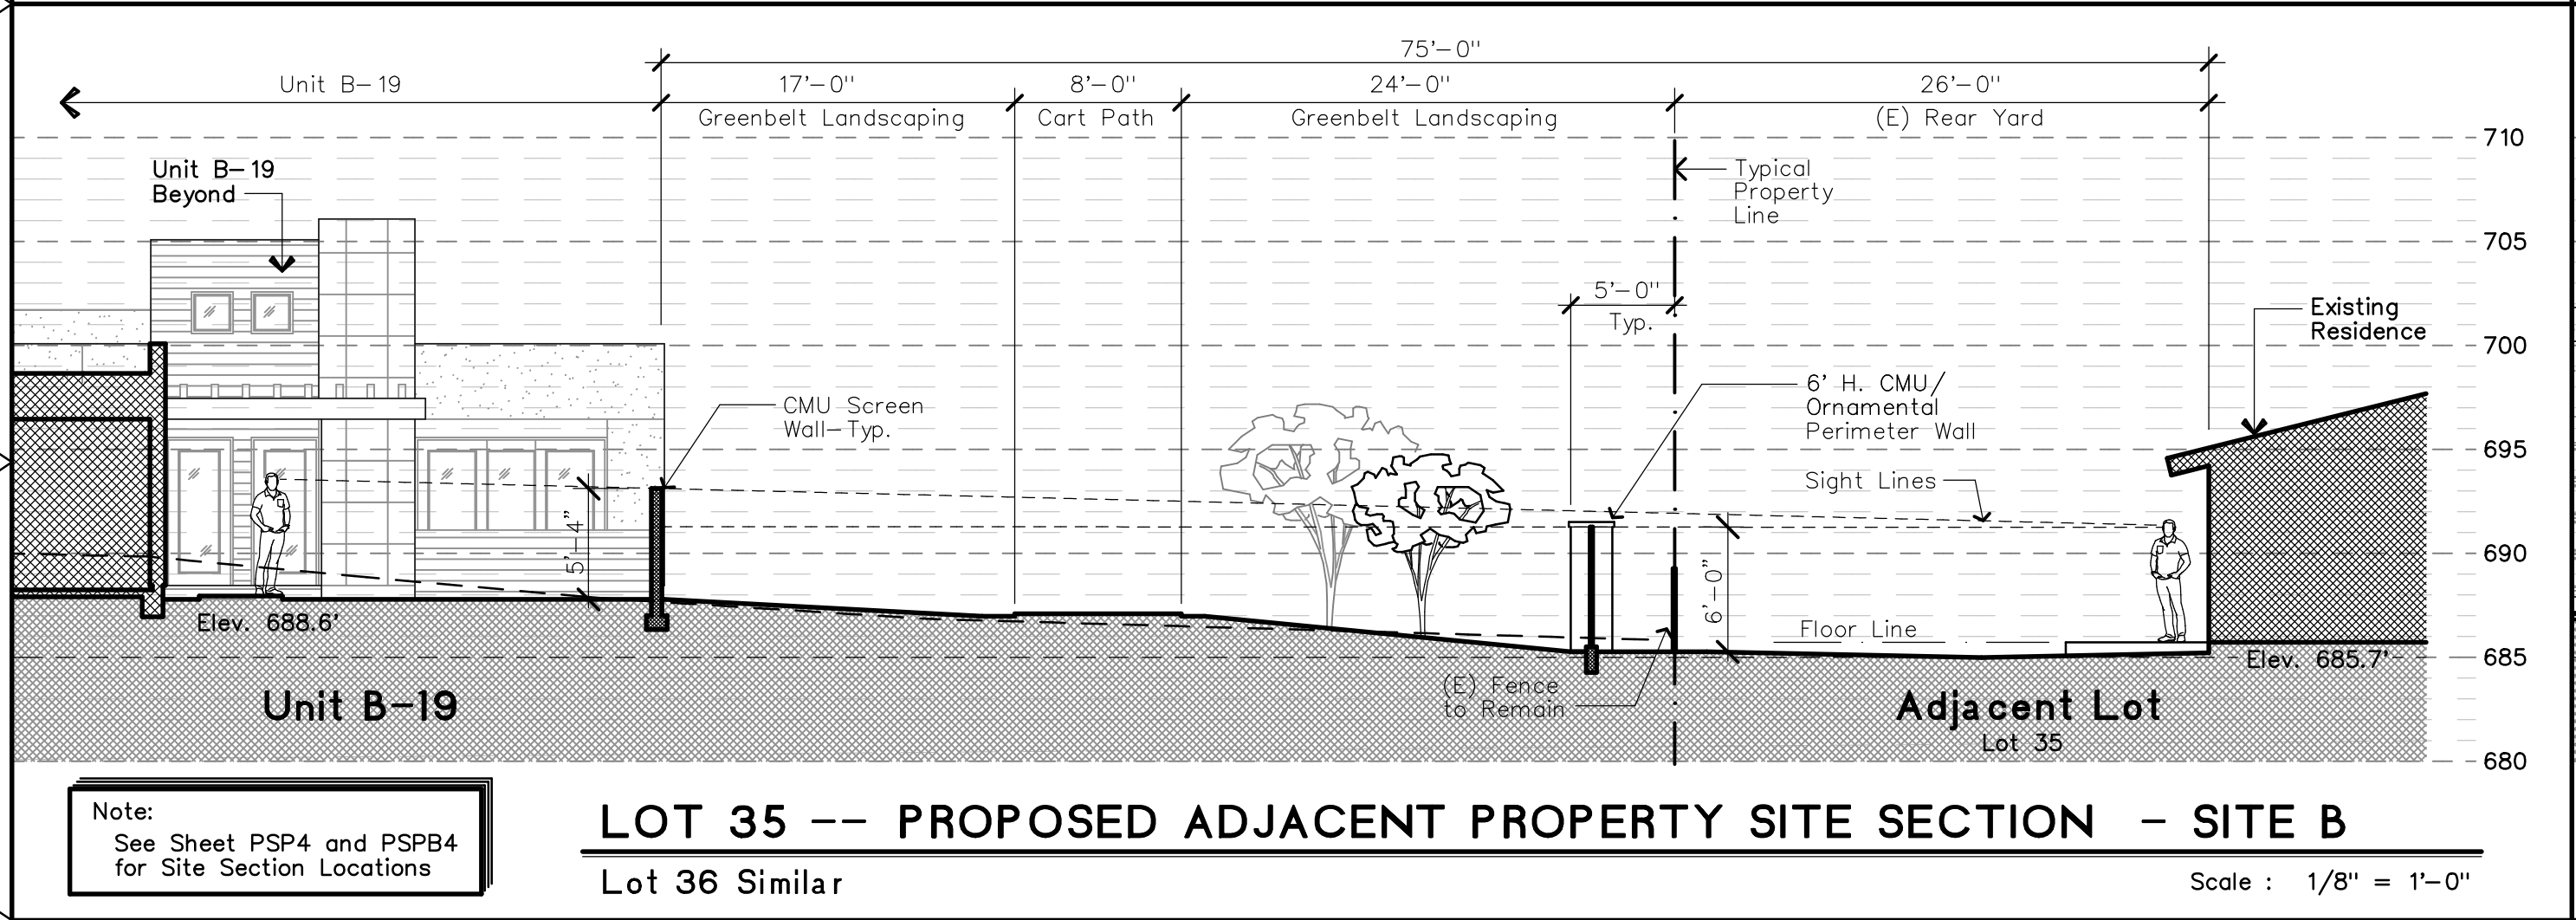 75'-0"
Unit B-19
17'-0"
8'-0"
24'-0"
26'-0"
Greenbelt Landscaping
Cart Path
Greenbelt Landscaping
(E) Rear Yard
710
Unit B-19
Beyond
Typical
Property
Line
705
5'-0"
Typ.
Existing
Residence
700
CMU Screen
Wall-Typ.
6' H. CMU/
Ornamental
Perimeter Wall
695
Sight Lines
5'-4"
690
6'-0"
Elev. 688.6'
Floor Line
Elev. 685.7'
685
(E) Fence
to Remain
Unit B-19
Adjacent Lot
Lot 35
680
Note:
See Sheet PSP4 and PSPB4
for Site Section Locations
LOT 35 -- PROPOSED ADJACENT PROPERTY SITE SECTION - SITE B
Lot 36 Similar
Scale : 1/8" = 1'-0"